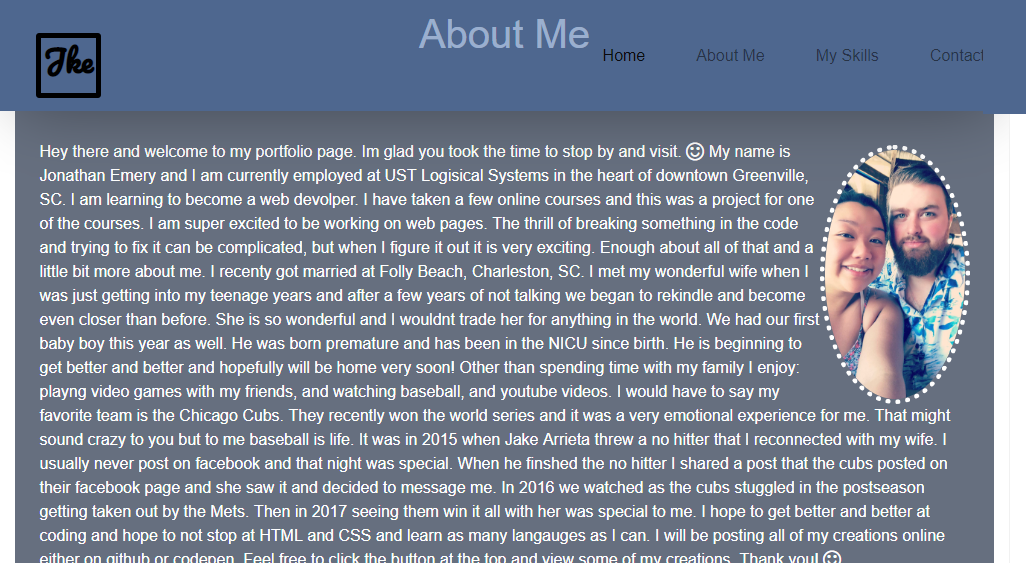 About Me
Jke
Home About Me My Skills Contact
Hey there and welcome to my portfolio page. Im glad you took the time to stop by and visit. ☺ My name is
Jonathan Emery and I am currently employed at UST Logisical Systems in the heart of downtown Greenville,
SC. I am learning to become a web devolper. I have taken a few online courses and this was a project for one
of the courses. I am super excited to be working on web pages. The thrill of breaking something in the code
and trying to fix it can be complicated, but when I figure it out it is very exciting. Enough about all of that and a
little bit more about me. I recenty got married at Folly Beach, Charleston, SC. I met my wonderful wife when I
was just getting into my teenage years and after a few years of not talking we began to rekindle and become
even closer than before. She is so wonderful and I wouldnt trade her for anything in the world. We had our first
baby boy this year as well. He was born premature and has been in the NICU since birth. He is beginning to
get better and better and hopefully will be home very soon! Other than spending time with my family I enjoy:
playng video games with my friends, and watching baseball, and youtube videos. I would have to say my
favorite team is the Chicago Cubs. They recently won the world series and it was a very emotional experience for me. That might
sound crazy to you but to me baseball is life. It was in 2015 when Jake Arrieta threw a no hitter that I reconnected with my wife. I
usually never post on facebook and that night was special. When he finshed the no hitter I shared a post that the cubs posted on
their facebook page and she saw it and decided to message me. In 2016 we watched as the cubs stuggled in the postseason
getting taken out by the Mets. Then in 2017 seeing them win it all with her was special to me. I hope to get better and better at
coding and hope to not stop at HTML and CSS and learn as many langauges as I can. I will be posting all of my creations online
either on github or codepen. Feel free to click the button at the top and view some of my creations. Thank you! ☺